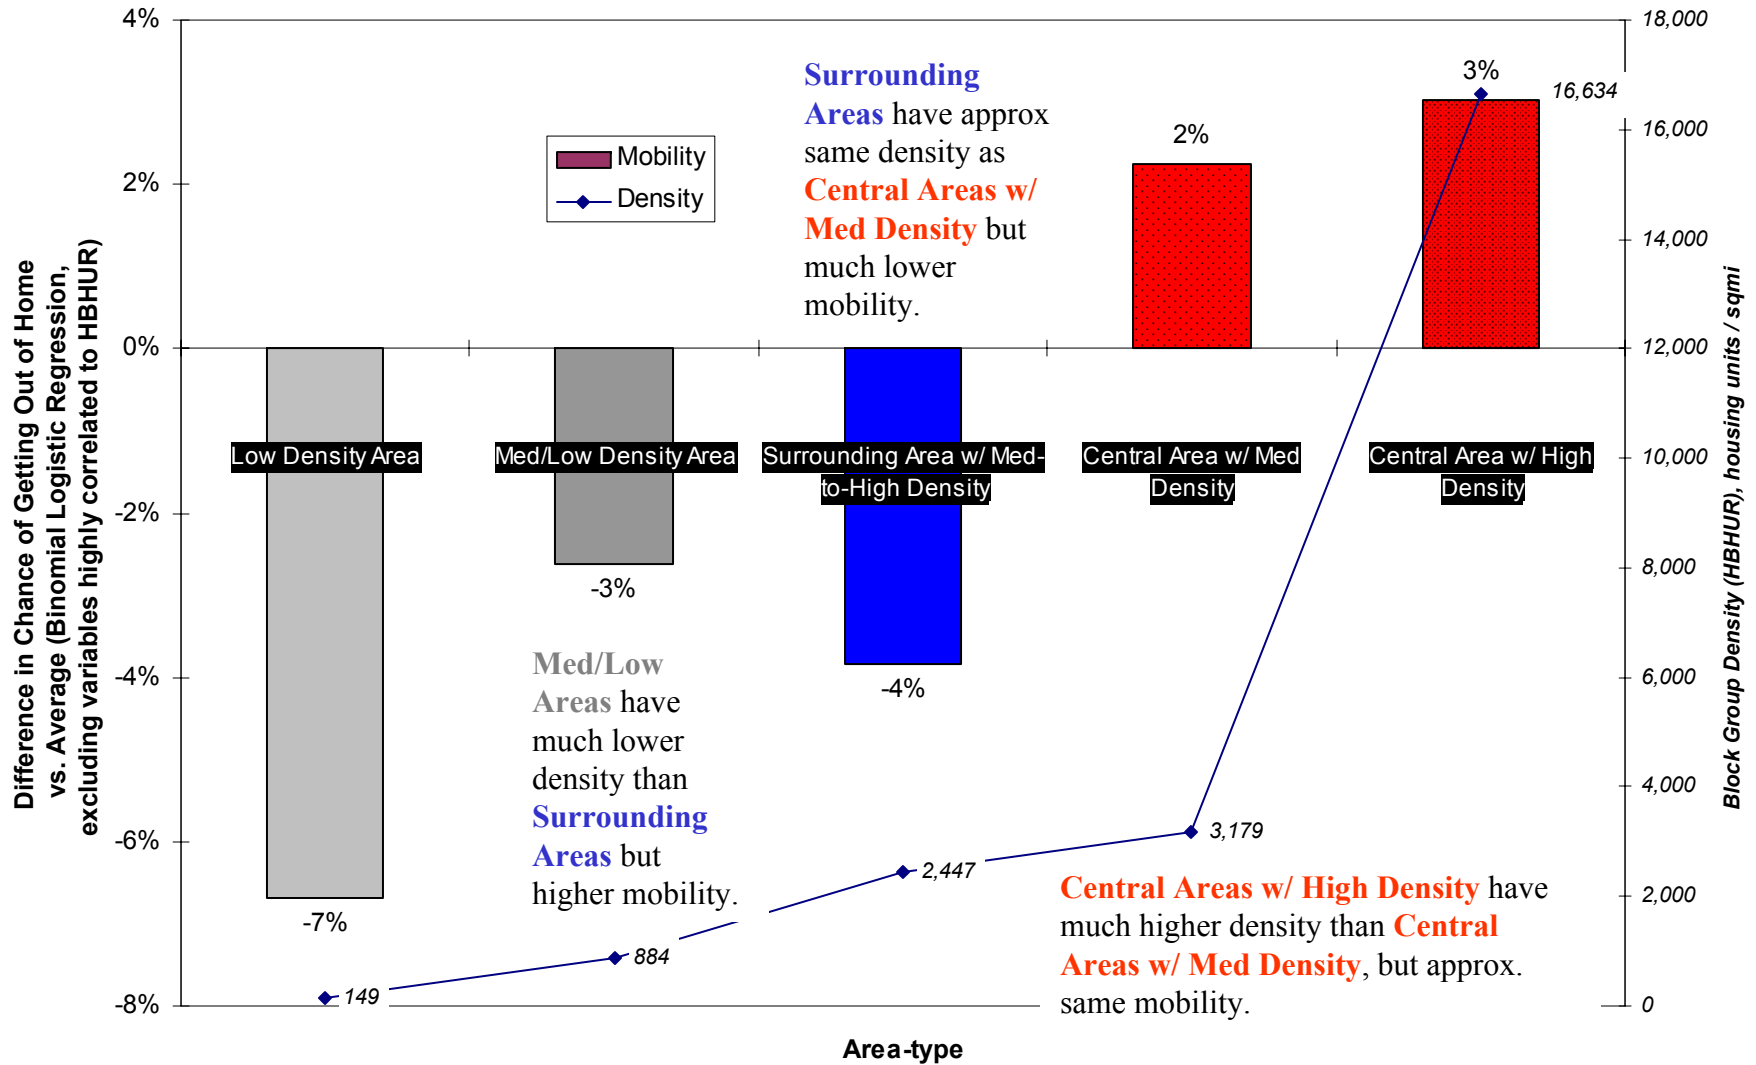 4%
2%
0%
-2%
-4%
-6%
-8%
Difference in Chance of Getting Out of Home
vs. Average (Binomial Logistic Regression,
excluding variables highly correlated to HBHUR)
Mobility
Density
Surrounding
Areas have approx
same density as
Central Areas w/
Med Density but
much lower
mobility.
2%
3%
16,634
Low Density Area
Med/Low Density Area
Surrounding Area w/ Med-
to-High Density
Central Area w/ Med
Density
Central Area w/ High
Density
-7%
-3%
-4%
Med/Low
Areas have
much lower
density than
Surrounding
Areas but
higher mobility.
149
884
2,447
3,179
Central Areas w/ High Density have
much higher density than Central
Areas w/ Med Density, but approx.
same mobility.
18,000
16,000
14,000
12,000
10,000
8,000
6,000
4,000
2,000
0
Block Group Density (HBHUR), housing units / sqmi
Area-type